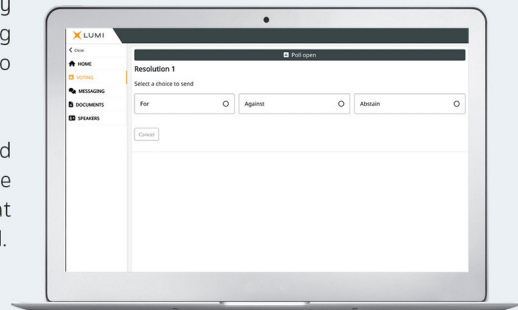 y
g
o
d
e
at
d.
LUMI
Close
HOME
VOTING
MESSAGING
DOCUMENTS
SPEAKERS
Poll open
Resolution 1
Select a choice to send
For
Against
Abstain
Cancel